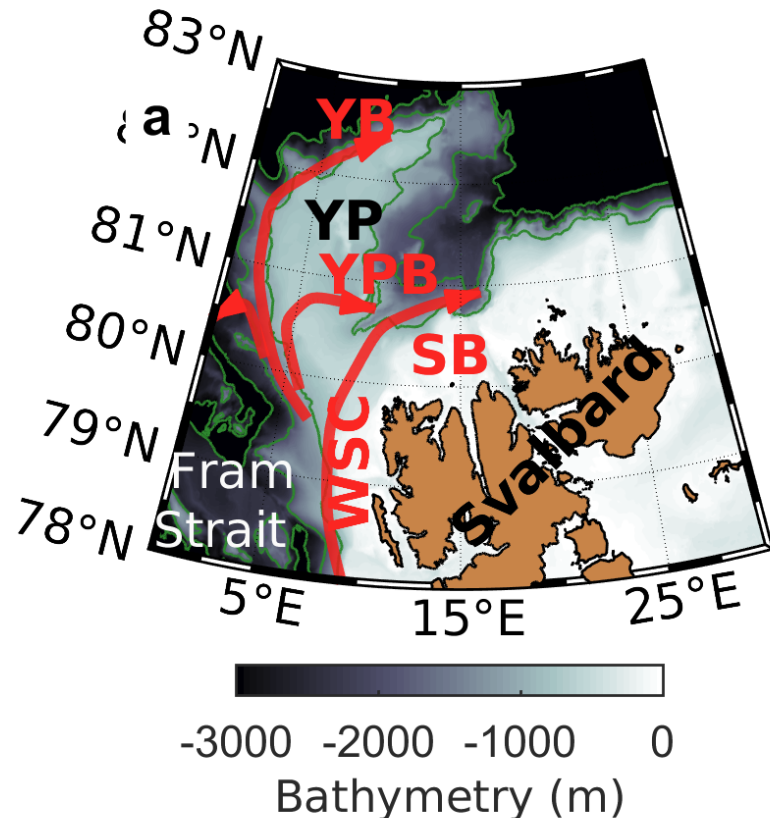 83°N
a
°N
YB
YP
81°N
YPB
80°N
SB
Svalbard
79°N
WSC
Fram
Strait
78°N
5°E
15°E
25°E
-3000 -2000 -1000 0
Bathymetry (m)